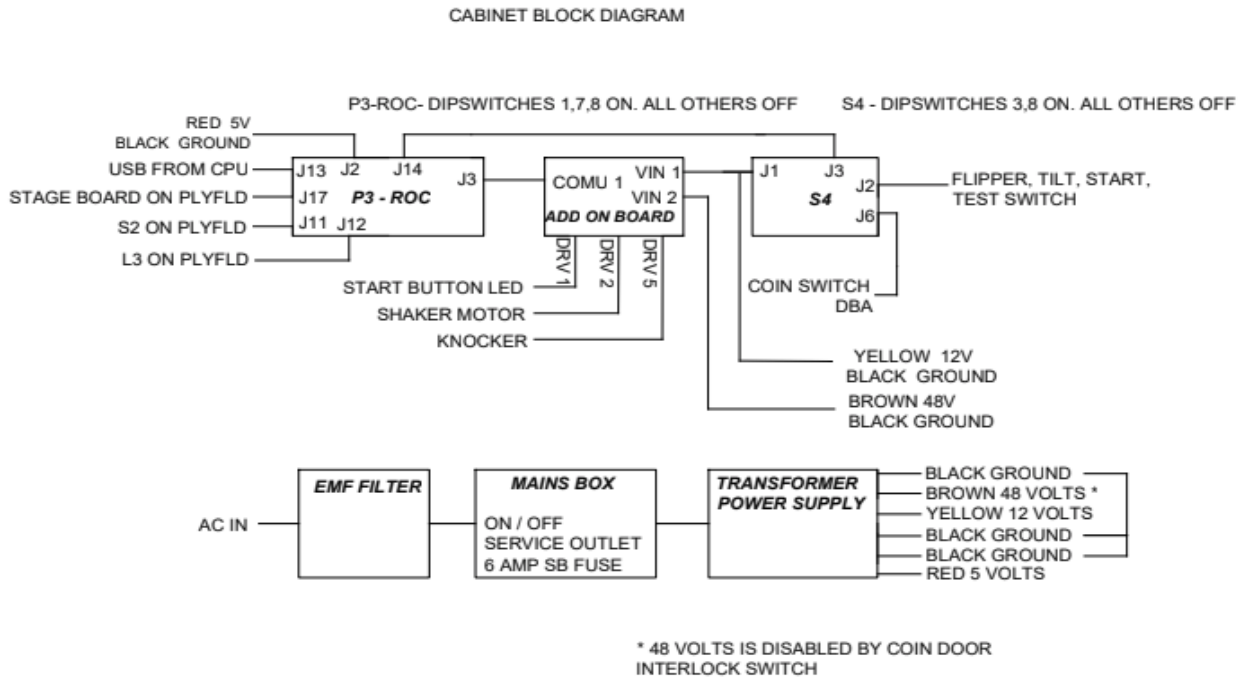 CABINET BLOCK DIAGRAM
P3-ROC- DIPSWITCHES 1,7,8 ON. ALL OTHERS OFF
S4 - DIPSWITCHES 3,8 ON. ALL OTHERS OFF
RED 5V
BLACK GROUND
USB FROM CPU
STAGE BOARD ON PLYFLD
S2 ON PLYFLD
L3 ON PLYFLD
J13 J2 J14
J3
J17 P3 - ROC
J11 J12
COMU 1
VIN 1
VIN 2
ADD ON BOARD
DRV 1
DRV 2
DRV 5
START BUTTON LED
SHAKER MOTOR
KNOCKER
J1 J3
J2
S4
J6
FLIPPER, TILT, START,
TEST SWITCH
COIN SWITCH
DBA
YELLOW 12V
BLACK GROUND
BROWN 48V
BLACK GROUND
AC IN
EMF FILTER
MAINS BOX
ON / OFF
SERVICE OUTLET
6 AMP SB FUSE
TRANSFORMER
POWER SUPPLY
BLACK GROUND
BROWN 48 VOLTS *
YELLOW 12 VOLTS
BLACK GROUND
BLACK GROUND
RED 5 VOLTS
* 48 VOLTS IS DISABLED BY COIN DOOR
INTERLOCK SWITCH